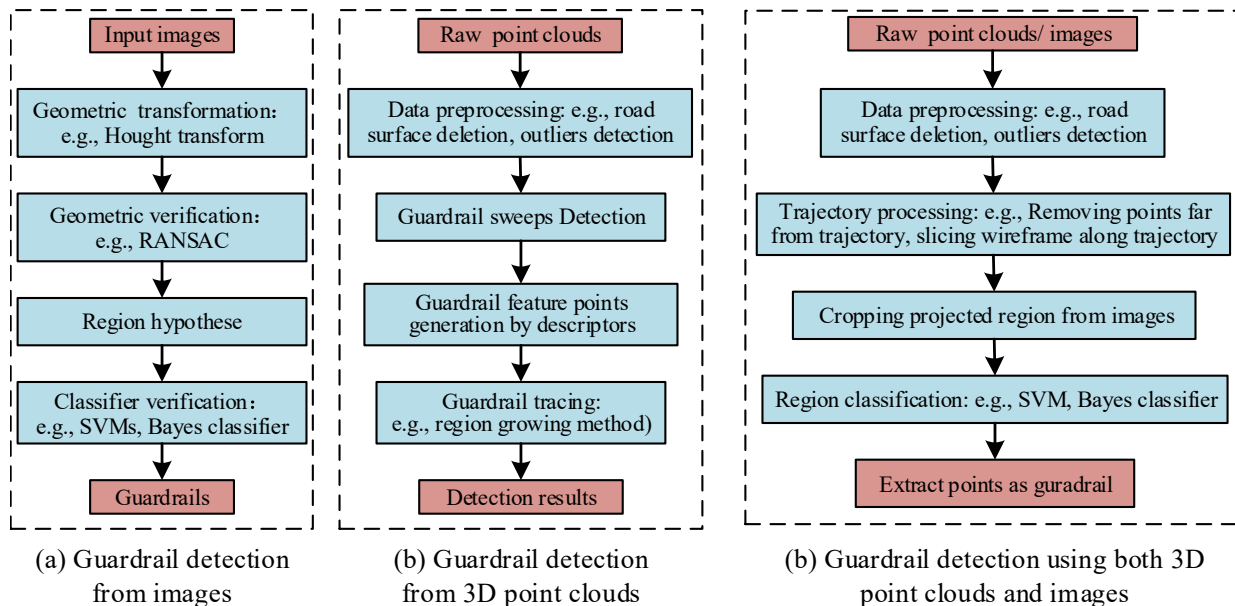 Input images
Geometric transformation：
e.g., Hought transform
Geometric verification：
e.g., RANSAC
Region hypothese
Classifier verification：
e.g., SVMs, Bayes classifier
Guardrails
(a) Guardrail detection
from images
Raw point clouds
Data preprocessing: e.g., road
surface deletion, outliers detection
Guardrail sweeps Detection
Guardrail feature points
generation by descriptors
Guardrail tracing:
e.g., region growing method)
Detection results
(b) Guardrail detection
from 3D point clouds
Raw point clouds/ images
Data preprocessing: e.g., road
surface deletion, outliers detection
Trajectory processing: e.g., Removing points far
from trajectory, slicing wireframe along trajectory
Cropping projected region from images
Region classification: e.g., SVM, Bayes classifier
Extract points as guradrail
(b) Guardrail detection using both 3D
point clouds and images